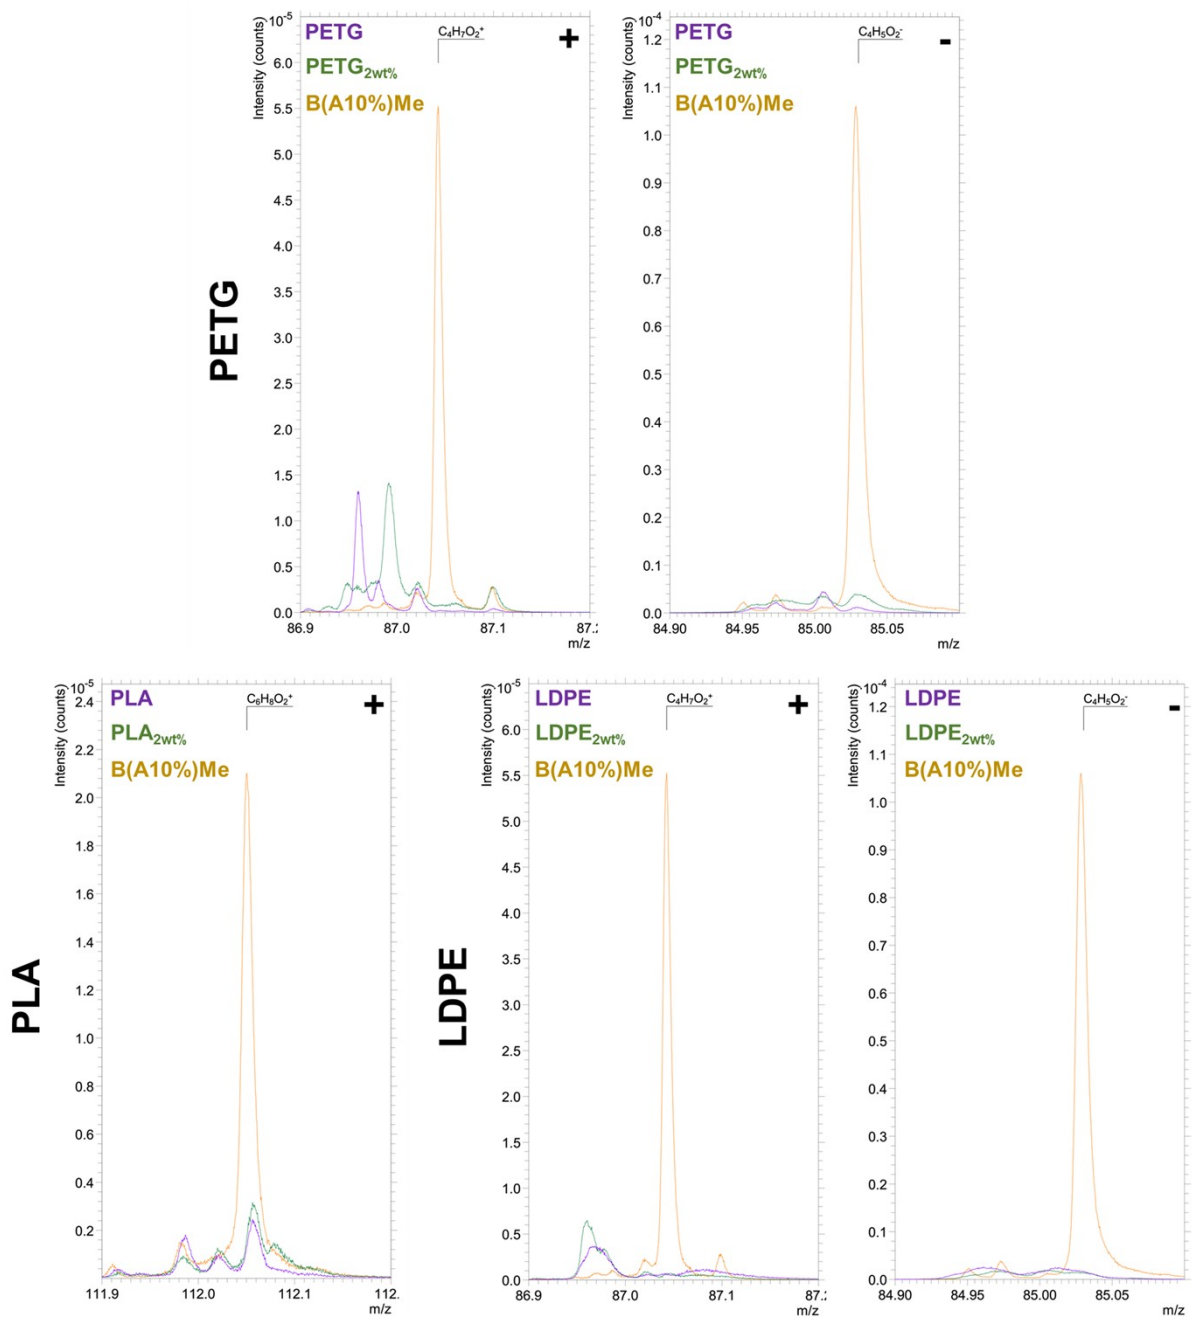 PETG
Intensity (counts)
10⁻⁵
PETG
PETG2wt%
B(A10%)Me
C₄H₇O₂⁺
+
6.0
5.5
5.0
4.5
4.0
3.5
3.0
2.5
2.0
1.5
1.0
0.5
0.0
86.9 87.0 87.1 87.2
m/z
Intensity (counts)
10⁻⁴
PETG
PETG2wt%
B(A10%)Me
C₄H₅O₂⁻
-
1.2
1.1
1.0
0.9
0.8
0.7
0.6
0.5
0.4
0.3
0.2
0.1
0.0
84.90 84.95 85.00 85.05
m/z
PLA
Intensity (counts)
10⁻⁵
PLA
PLA2wt%
B(A10%)Me
C₆H₈O₂⁺
+
2.4
2.2
2.0
1.8
1.6
1.4
1.2
1.0
0.8
0.6
0.4
0.2
111.9 112.0 112.1 112.
m/z
LDPE
Intensity (counts)
10⁻⁵
LDPE
LDPE2wt%
B(A10%)Me
C₄H₇O₂⁺
+
6.0
5.5
5.0
4.5
4.0
3.5
3.0
2.5
2.0
1.5
1.0
0.5
0.0
86.9 87.0 87.1 87.2
m/z
Intensity (counts)
10⁻⁴
LDPE
LDPE2wt%
B(A10%)Me
C₄H₅O₂⁻
-
1.2
1.1
1.0
0.9
0.8
0.7
0.6
0.5
0.4
0.3
0.2
0.1
0.0
84.90 84.95 85.00 85.05
m/z